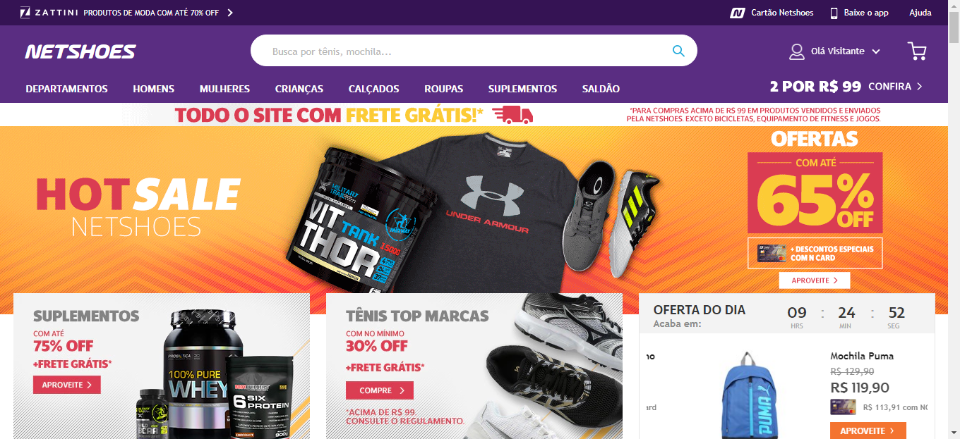 ZATTINI PRODUTOS DE MODA COM ATÉ 70% OFF
Cartão Netshoes
Baixe o app
Ajuda
NETSHOES
Busca por tênis, mochila...
Olá Visitante
DEPARTAMENTOS
HOMENS
MULHERES
CRIANÇAS
CALÇADOS
ROUPAS
SUPLEMENTOS
SALDÃO
2 POR R$ 99 CONFIRA
TODO O SITE COM FRETE GRÁTIS!*
*PARA COMPRAS ACIMA DE R$ 99 EM PRODUTOS VENDIDOS E ENVIADOS
PELA NETSHOES. EXCETO BICICLETAS, EQUIPAMENTO DE FITNESS E JOGOS.
HOT SALE
NETSHOES
MILITARY
TRAINING
VIT
TANK
THOR
UNDER ARMOUR
OFERTAS
COM ATÉ
65% OFF
+ DESCONTOS ESPECIAIS
COM N CARD
APROVEITE
SUPLEMENTOS
COM ATÉ
75% OFF
+FRETE GRÁTIS*
APROVEITE
100% PURE
WHEY
6 SIX
PROTEIN
TÊNIS TOP MARCAS
COM NO MÍNIMO
30% OFF
+FRETE GRÁTIS*
COMPRE
*ACIMA DE R$ 99.
CONSULTE O REGULAMENTO.
OFERTA DO DIA
Acaba em:
09 : 24 : 52
HRS MIN SEG
no
ard
PUMA
Mochila Puma
R$ 129,90
R$ 119,90
R$ 113,91 com NC
APROVEITE